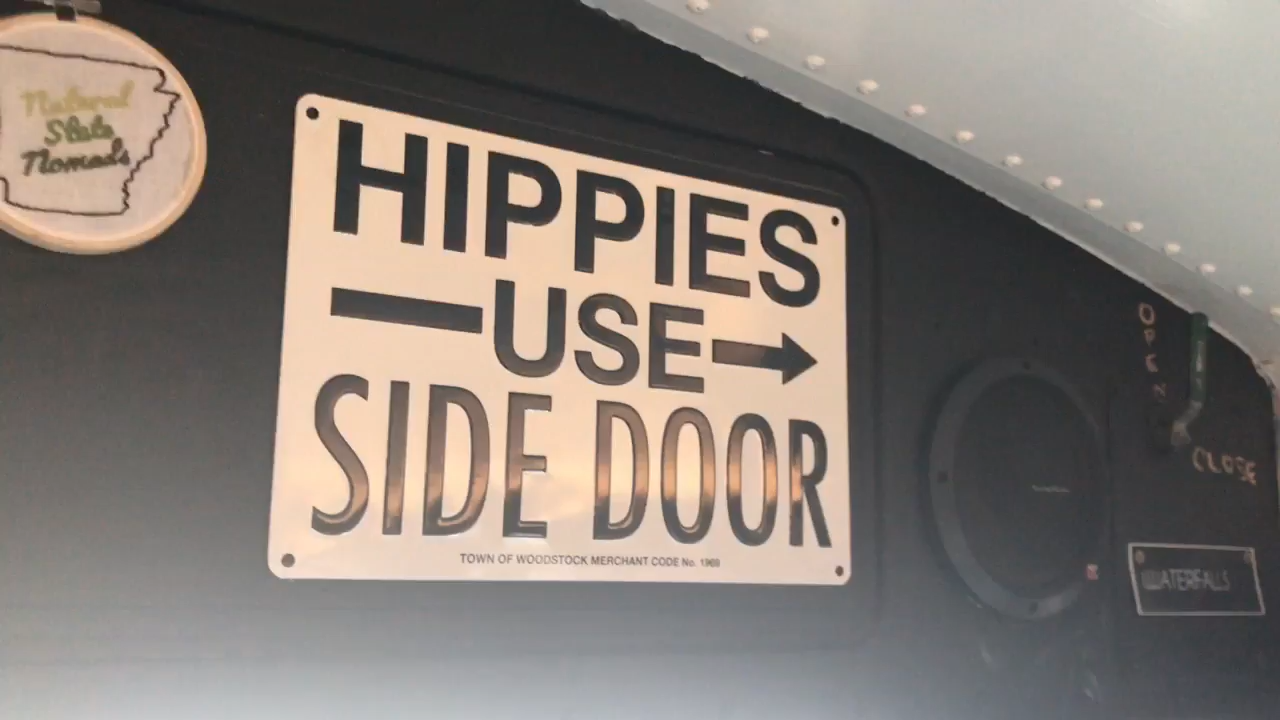 Natural
State
Nomads
HIPPIES
USE
SIDE DOOR
TOWN OF WOODSTOCK MERCHANT CODE No. 1969
OPEN
CLOSE
WATERFALLS